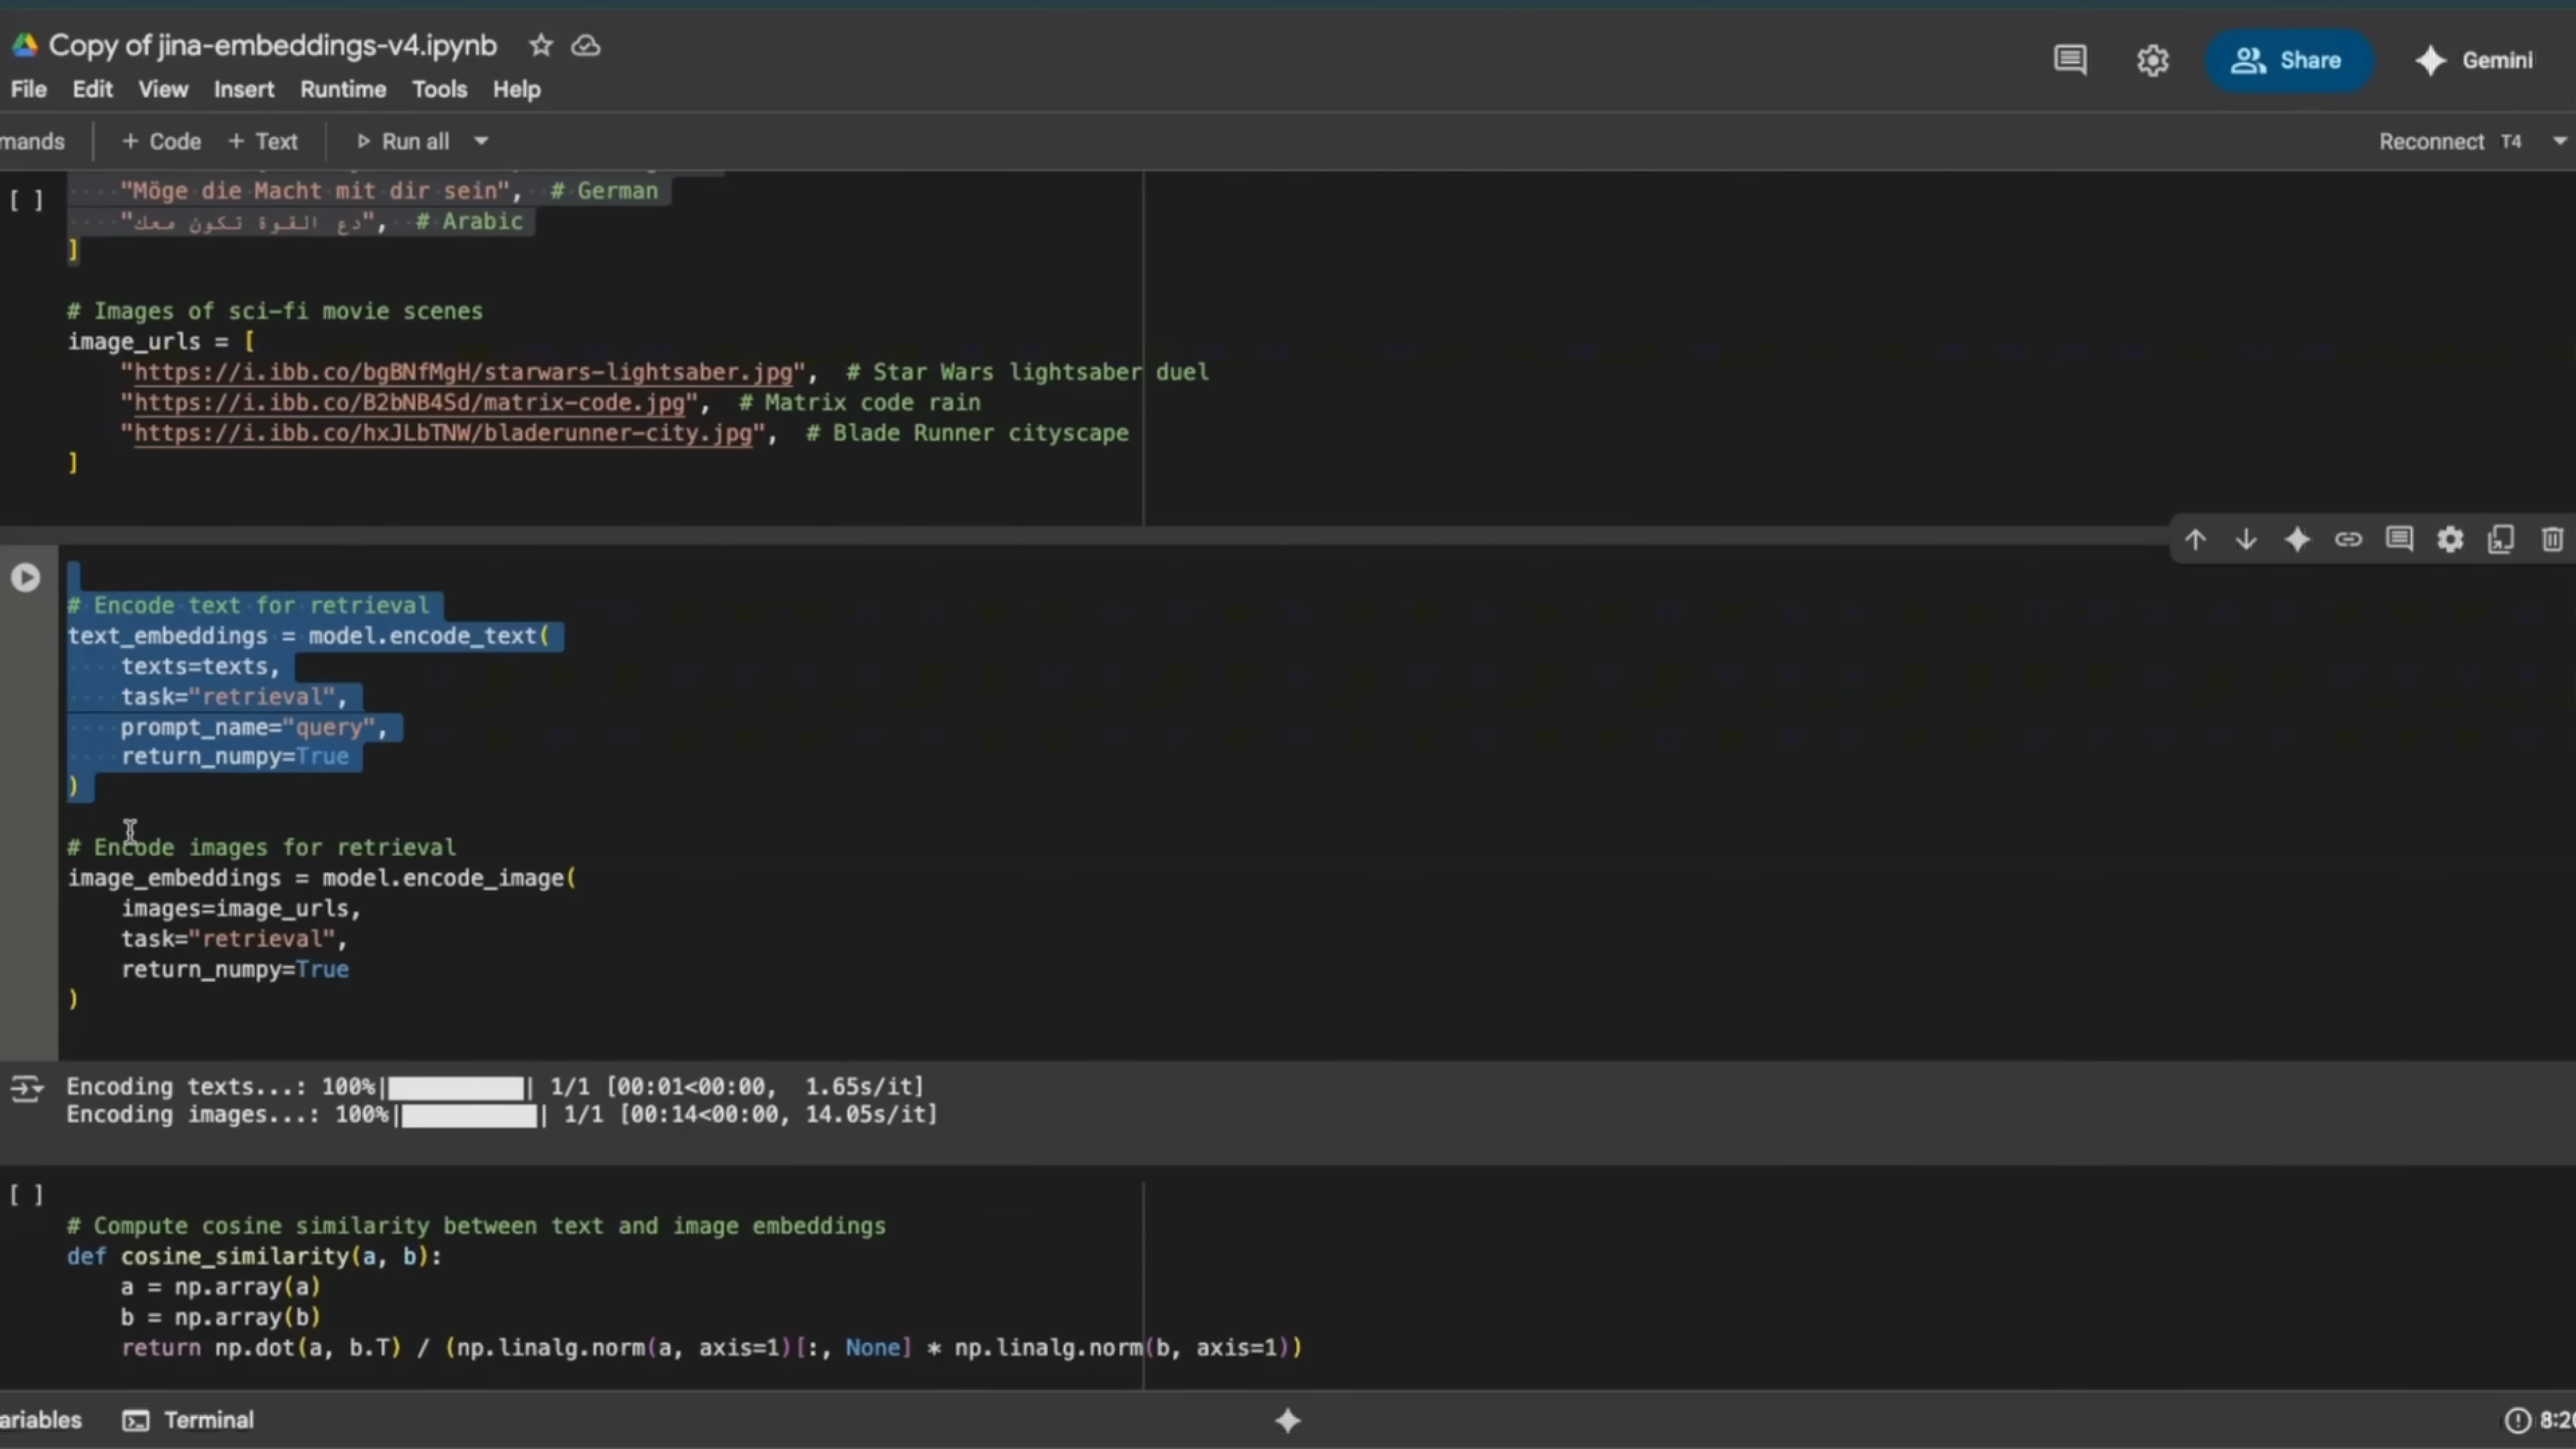 Copy of jina-embeddings-v4.ipynb
Share
Gemini
File Edit View Insert Runtime Tools Help
mands + Code + Text Run all
Reconnect T4
[ ]
"Möge die Macht mit dir sein", # German
"دع القوة تكون معك", # Arabic
]
# Images of sci-fi movie scenes
image_urls = [
"https://i.ibb.co/bgBNfMgH/starwars-lightsaber.jpg", # Star Wars lightsaber duel
"https://i.ibb.co/B2bNB4Sd/matrix-code.jpg", # Matrix code rain
"https://i.ibb.co/hxJLbTNW/bladerunner-city.jpg", # Blade Runner cityscape
]
# Encode text for retrieval
text_embeddings = model.encode_text(
texts=texts,
task="retrieval",
prompt_name="query",
return_numpy=True
)
# Encode images for retrieval
image_embeddings = model.encode_image(
images=image_urls,
task="retrieval",
return_numpy=True
)
Encoding texts...: 100%|██████████| 1/1 [00:01<00:00, 1.65s/it]
Encoding images...: 100%|██████████| 1/1 [00:14<00:00, 14.05s/it]
[ ]
# Compute cosine similarity between text and image embeddings
def cosine_similarity(a, b):
a = np.array(a)
b = np.array(b)
return np.dot(a, b.T) / (np.linalg.norm(a, axis=1)[:, None] * np.linalg.norm(b, axis=1))
ariables Terminal
8:20